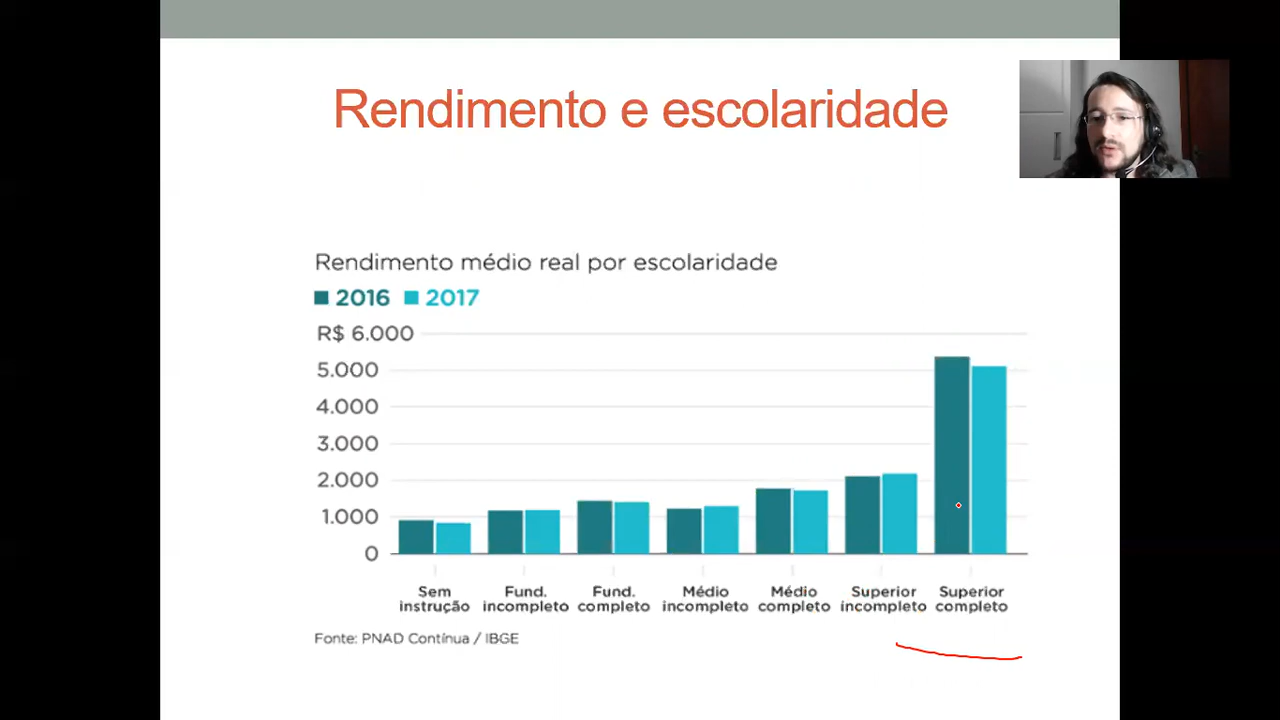 Rendimento e escolaridade
Rendimento médio real por escolaridade
2016 2017
R$ 6.000
5.000
4.000
3.000
2.000
1.000
0
Sem instrução
Fund. incompleto
Fund. completo
Médio incompleto
Médio completo
Superior incompleto
Superior completo
Fonte: PNAD Contínua / IBGE